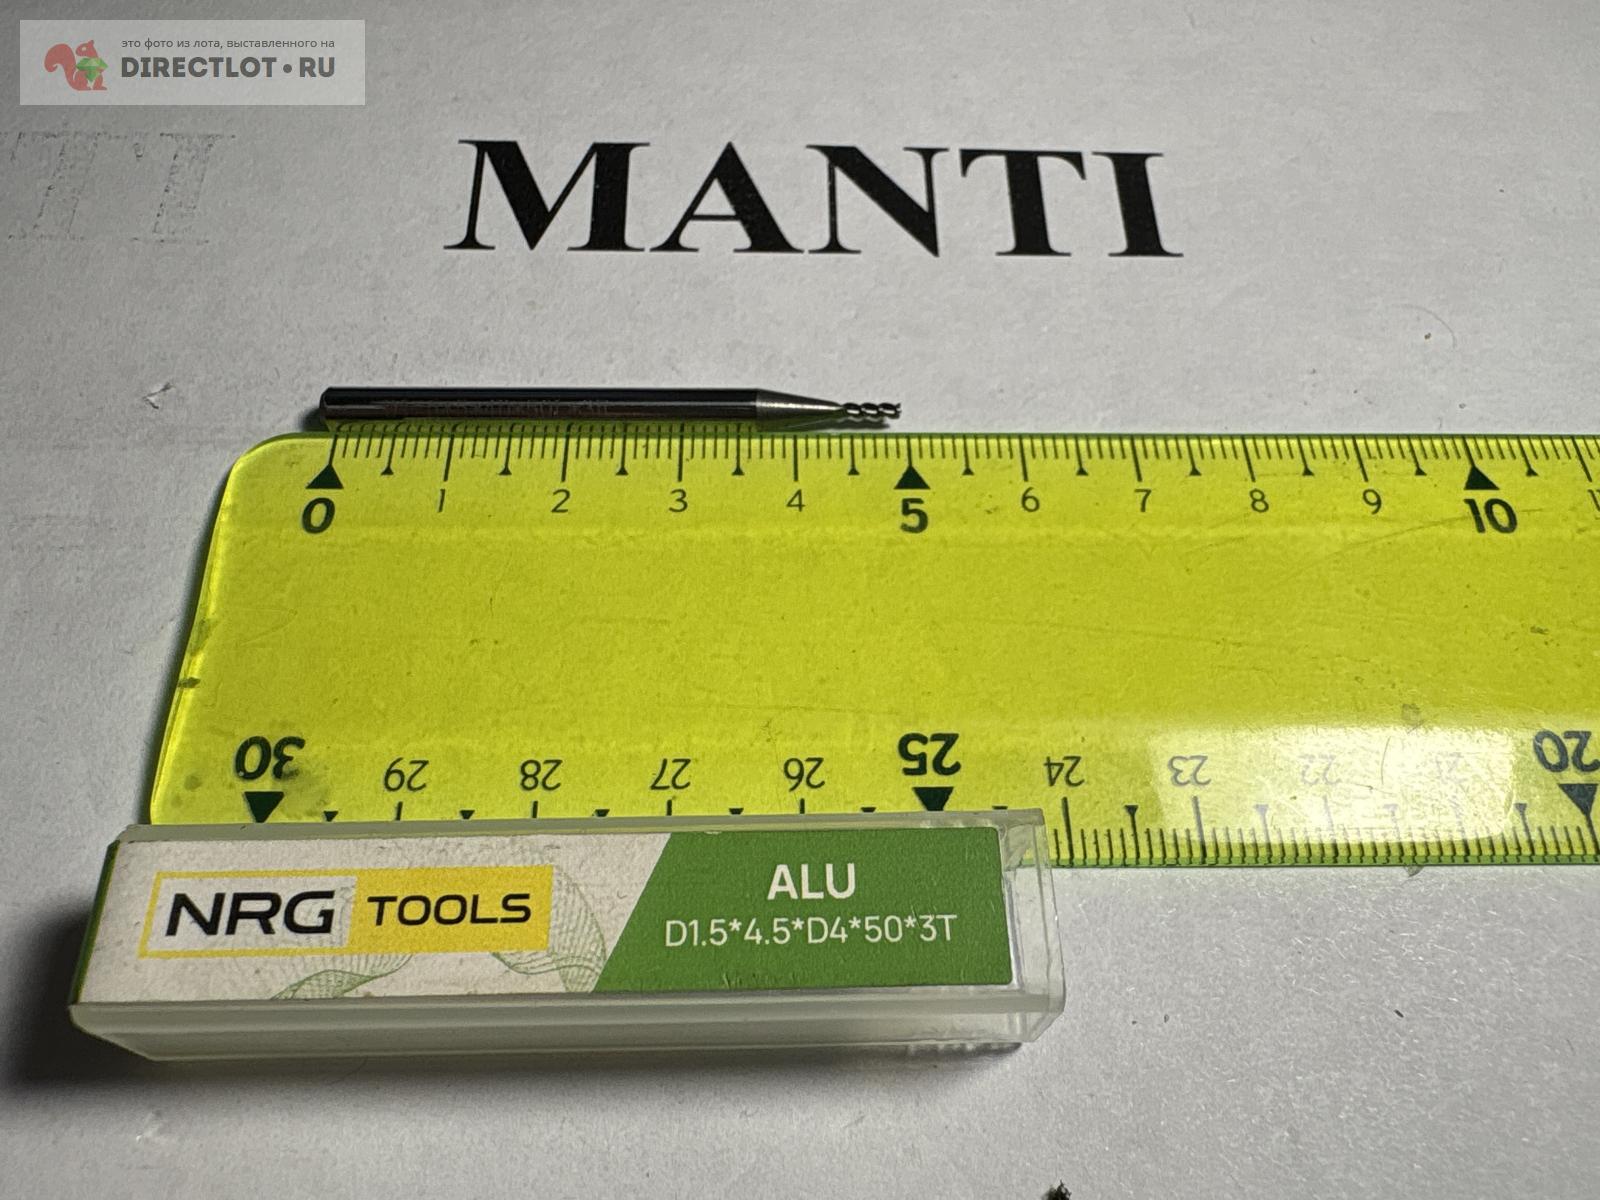 это фото из лота, выставленного на
DIRECTLOT•RU
MANTI
0 1 2 3 4 5 6 7 8 9 10
30 29 28 27 26 25 24 23 22 21 20
NRG TOOLS
ALU
D1.5*4.5*D4*50*3T